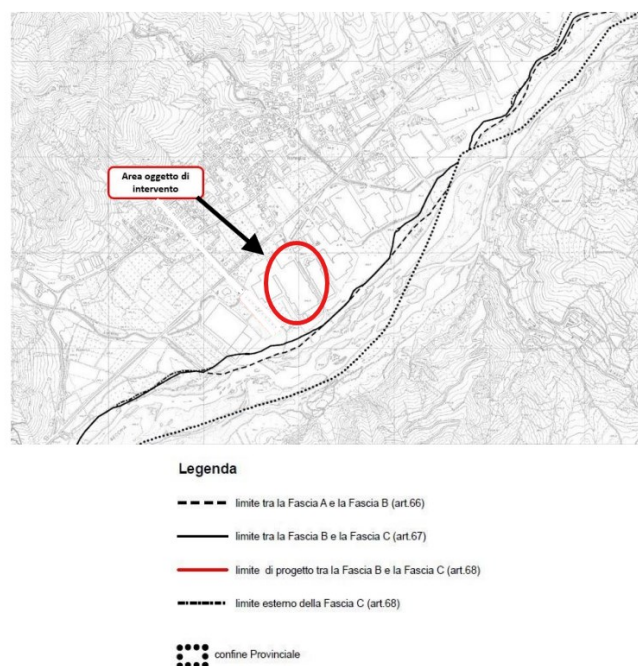 Area oggetto di
intervento
Legenda
limite tra la Fascia A e la Fascia B (art.66)
limite tra la Fascia B e la Fascia C (art.67)
limite di progetto tra la Fascia B e la Fascia C (art.68)
limite esterno della Fascia C (art.68)
confine Provinciale